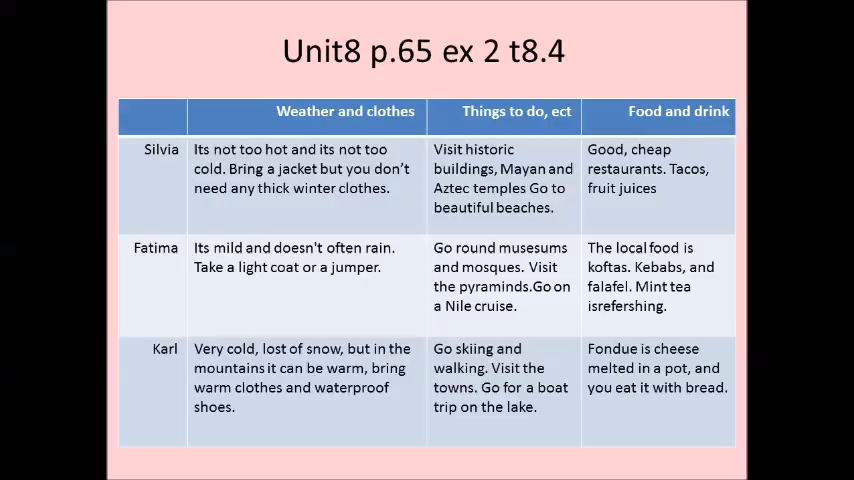 Unit8 p.65 ex 2 t8.4
Weather and clothes
Things to do, ect
Food and drink
Silvia
Its not too hot and its not too
cold. Bring a jacket but you don't
need any thick winter clothes.
Visit historic
buildings, Mayan and
Aztec temples Go to
beautiful beaches.
Good, cheap
restaurants. Tacos,
fruit juices
Fatima
Its mild and doesn't often rain.
Take a light coat or a jumper.
Go round musesums
and mosques. Visit
the pyraminds.Go on
a Nile cruise.
The local food is
koftas. Kebabs, and
falafel. Mint tea
isrefershing.
Karl
Very cold, lost of snow, but in the
mountains it can be warm, bring
warm clothes and waterproof
shoes.
Go skiing and
walking. Visit the
towns. Go for a boat
trip on the lake.
Fondue is cheese
melted in a pot, and
you eat it with bread.